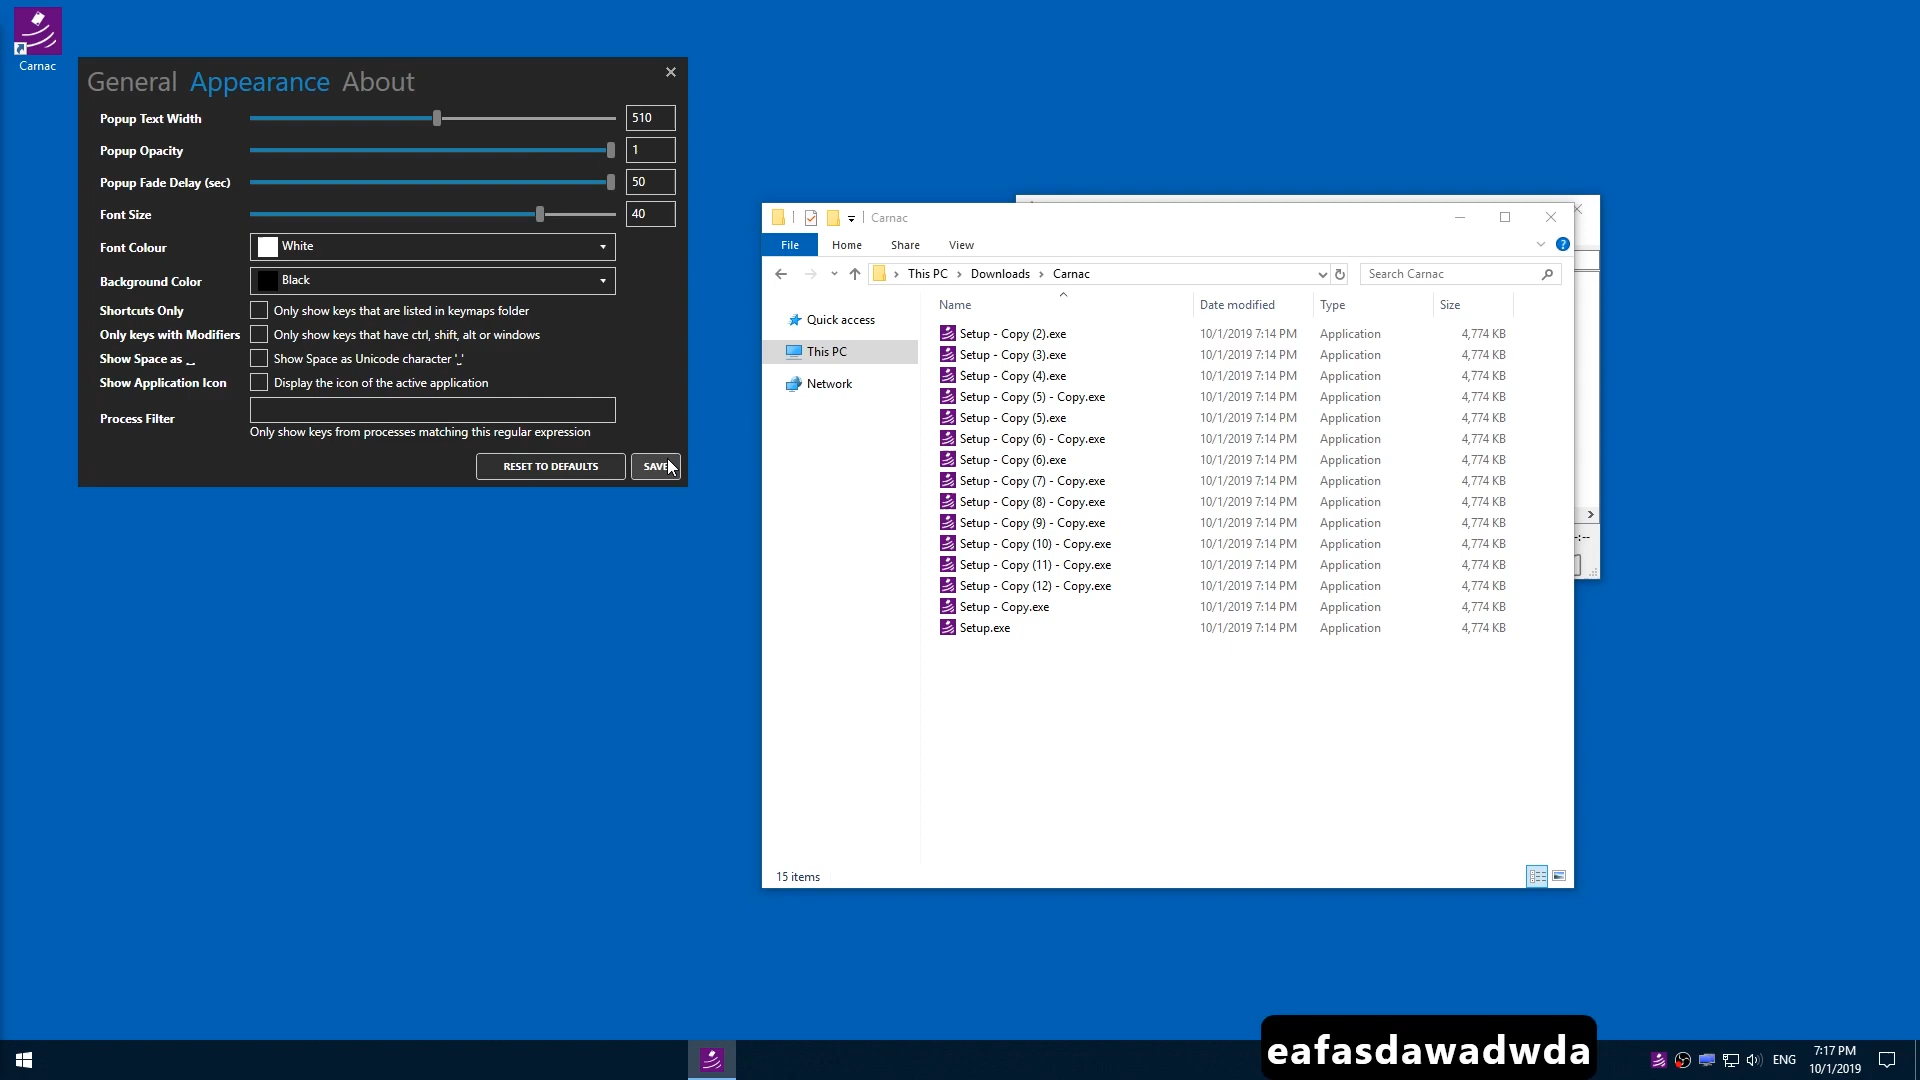 Carnac
General Appearance About
Popup Text Width 510
Popup Opacity 1
Popup Fade Delay (sec) 50
Font Size 40
Font Colour White
Background Color Black
Shortcuts Only Only show keys that are listed in keymaps folder
Only keys with Modifiers Only show keys that have ctrl, shift, alt or windows
Show Space as ⎵ Show Space as Unicode character '⎵'
Show Application Icon Display the icon of the active application
Process Filter
Only show keys from processes matching this regular expression
RESET TO DEFAULTS SAVE
Carnac
File Home Share View
This PC Downloads Carnac Search Carnac
Quick access
This PC
Network
Name Date modified Type Size
Setup - Copy (2).exe 10/1/2019 7:14 PM Application 4,774 KB
Setup - Copy (3).exe 10/1/2019 7:14 PM Application 4,774 KB
Setup - Copy (4).exe 10/1/2019 7:14 PM Application 4,774 KB
Setup - Copy (5) - Copy.exe 10/1/2019 7:14 PM Application 4,774 KB
Setup - Copy (5).exe 10/1/2019 7:14 PM Application 4,774 KB
Setup - Copy (6) - Copy.exe 10/1/2019 7:14 PM Application 4,774 KB
Setup - Copy (6).exe 10/1/2019 7:14 PM Application 4,774 KB
Setup - Copy (7) - Copy.exe 10/1/2019 7:14 PM Application 4,774 KB
Setup - Copy (8) - Copy.exe 10/1/2019 7:14 PM Application 4,774 KB
Setup - Copy (9) - Copy.exe 10/1/2019 7:14 PM Application 4,774 KB
Setup - Copy (10) - Copy.exe 10/1/2019 7:14 PM Application 4,774 KB
Setup - Copy (11) - Copy.exe 10/1/2019 7:14 PM Application 4,774 KB
Setup - Copy (12) - Copy.exe 10/1/2019 7:14 PM Application 4,774 KB
Setup - Copy.exe 10/1/2019 7:14 PM Application 4,774 KB
Setup.exe 10/1/2019 7:14 PM Application 4,774 KB
15 items
eafasdawadwda
ENG
7:17 PM
10/1/2019